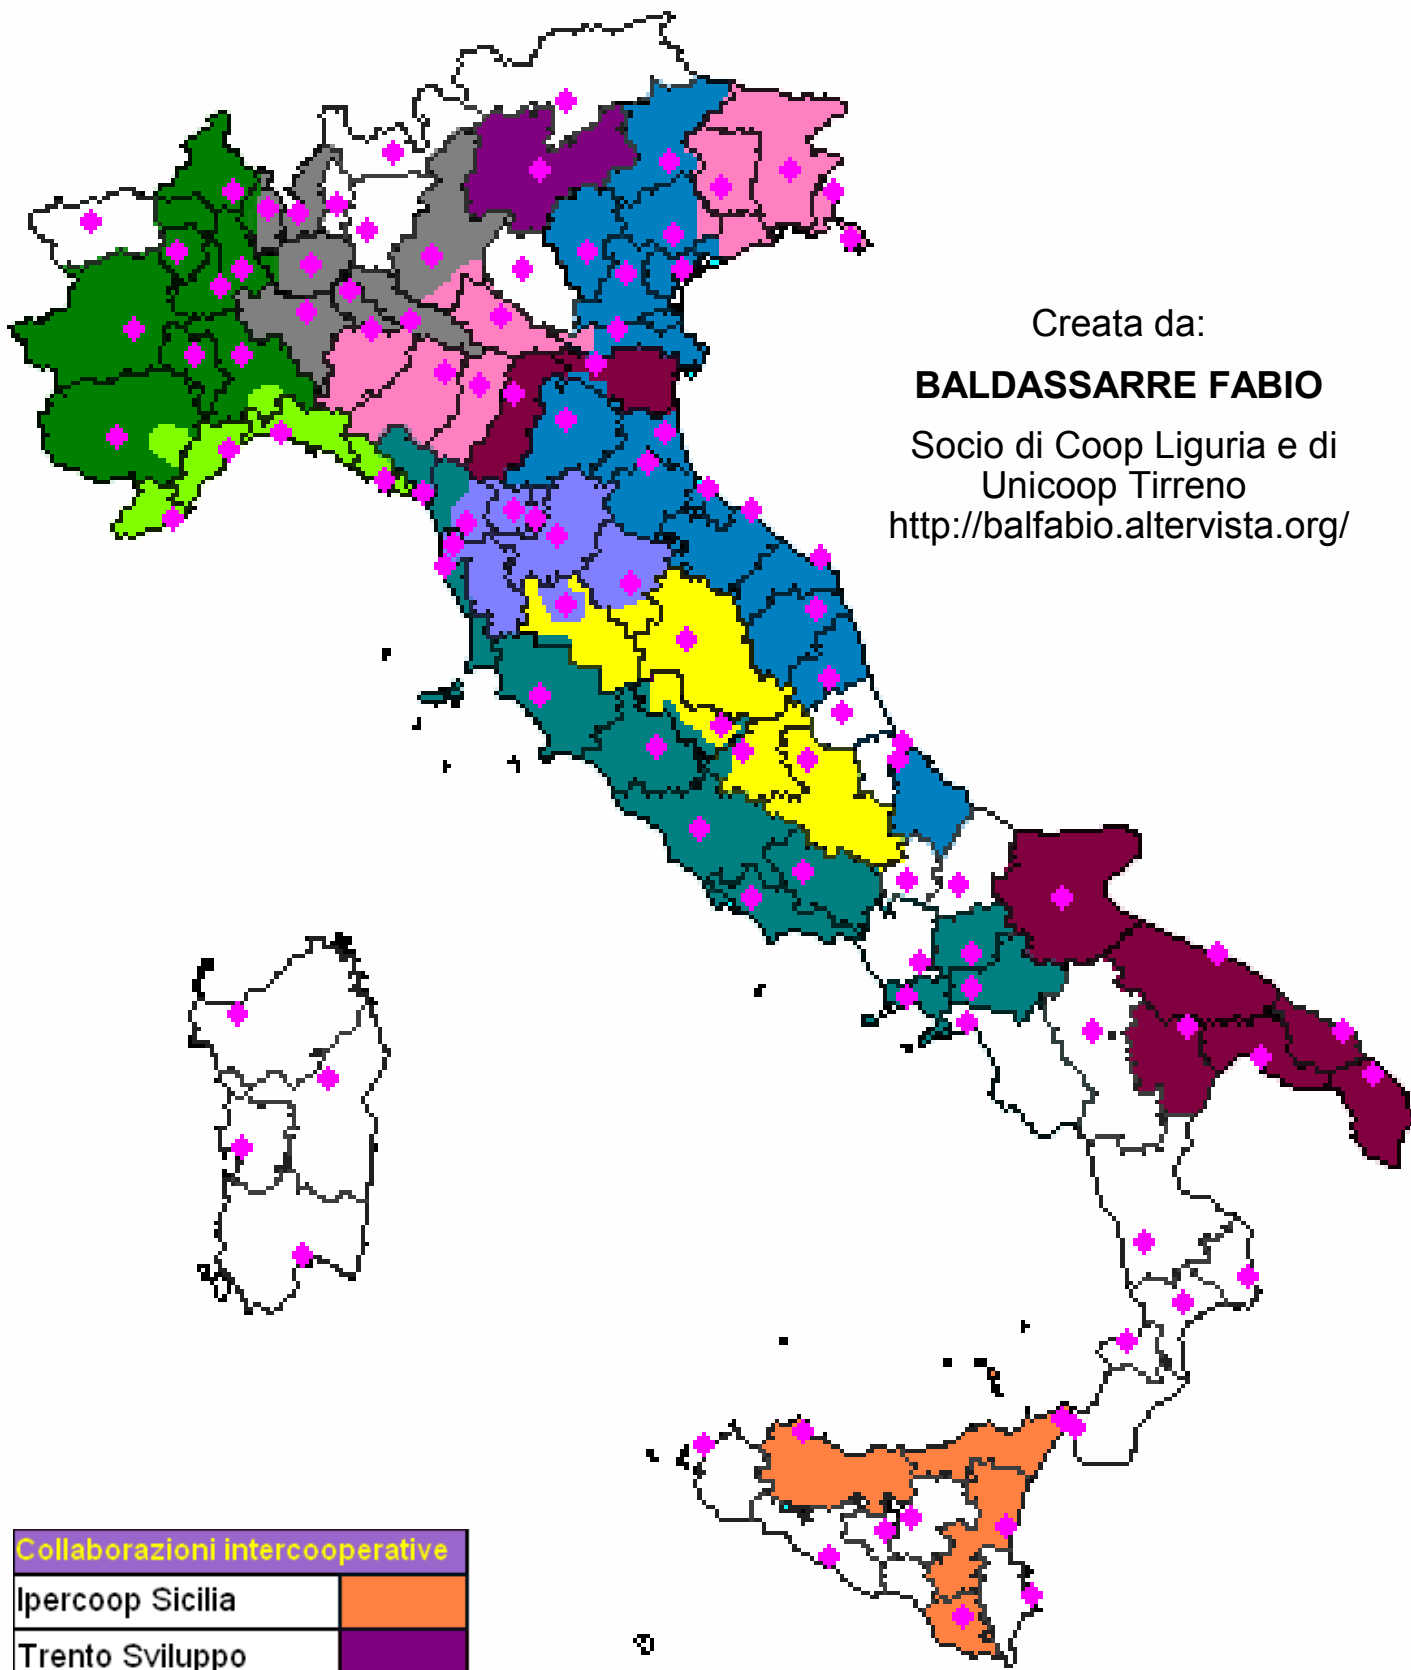 Creata da:
BALDASSARRE FABIO
Socio di Coop Liguria e di
Unicoop Tirreno
http://balfabio.altervista.org/
Collaborazioni intercooperative
Ipercoop Sicilia
Trento Sviluppo